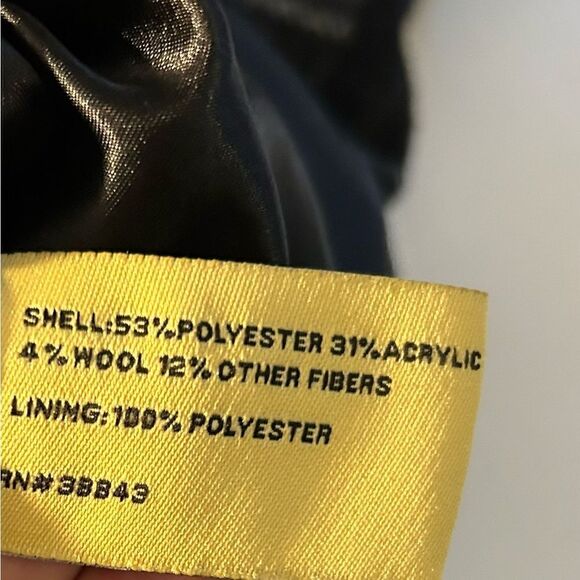 SHELL:53%POLYESTER 31%ACRYLIC
4%WOOL 12%OTHER FIBERS
LINING:100% POLYESTER
RN#38843